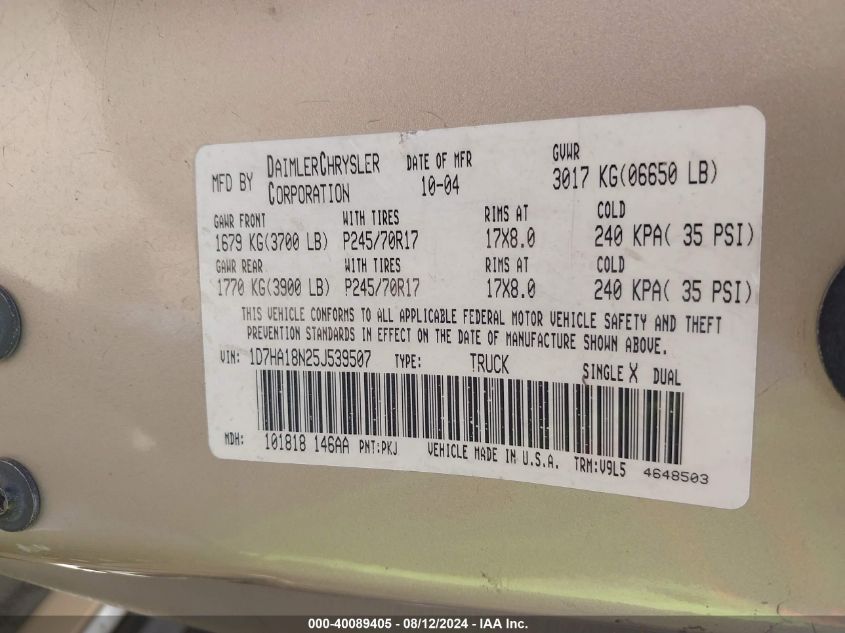 MFD BY DAIMLERCHRYSLER CORPORATION DATE OF MFR 10-04 GVWR 3017 KG(06650 LB)
GAWR FRONT WITH TIRES RIMS AT COLD
1679 KG(3700 LB) P245/70R17 17X8.0 240 KPA( 35 PSI)
GAWR REAR WITH TIRES RIMS AT COLD
1770 KG(3900 LB) P245/70R17 17X8.0 240 KPA( 35 PSI)
THIS VEHICLE CONFORMS TO ALL APPLICABLE FEDERAL MOTOR VEHICLE SAFETY AND THEFT
PREVENTION STANDARDS IN EFFECT ON THE DATE OF MANUFACTURE SHOWN ABOVE.
VIN: 1D7HA18N25J539507 TYPE: TRUCK SINGLE X DUAL
MDH: 101818 146AA PNT:PKJ VEHICLE MADE IN U.S.A. TRM:V9L5 4648503
000-40089405 - 08/12/2024 - IAA Inc.